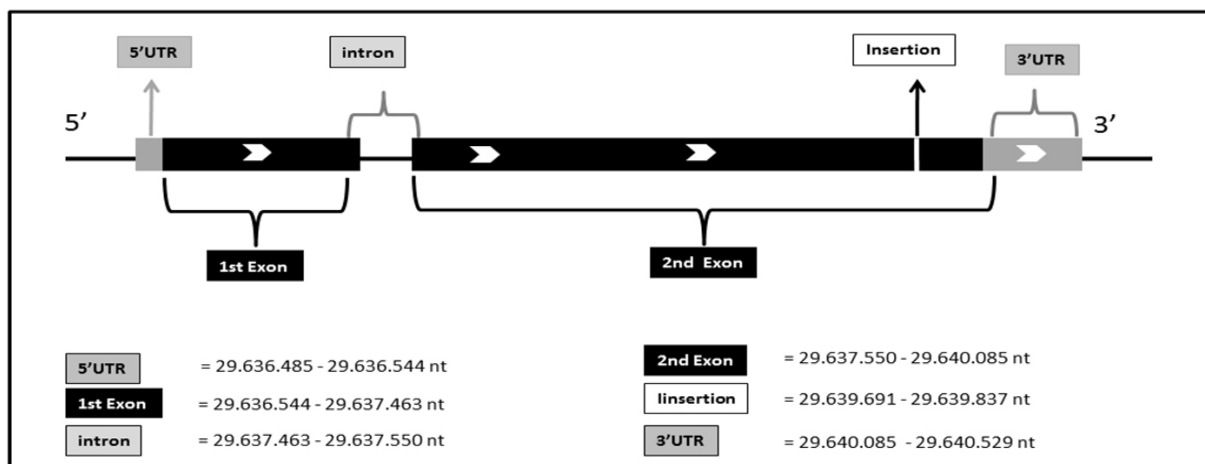 5'UTR
intron
Insertion
3'UTR
5'
3'
1st Exon
2nd Exon
5'UTR = 29.636.485 - 29.636.544 nt
1st Exon = 29.636.544 - 29.637.463 nt
intron = 29.637.463 - 29.637.550 nt
2nd Exon = 29.637.550 - 29.640.085 nt
Iinsertion = 29.639.691 - 29.639.837 nt
3'UTR = 29.640.085 - 29.640.529 nt